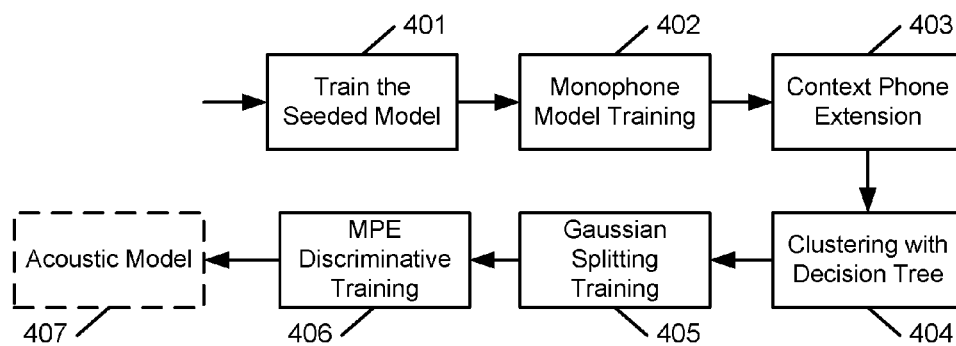 401
Train the
Seeded Model
402
Monophone
Model Training
403
Context Phone
Extension
Clustering with
Decision Tree
404
Gaussian
Splitting
Training
405
MPE
Discriminative
Training
406
Acoustic Model
407